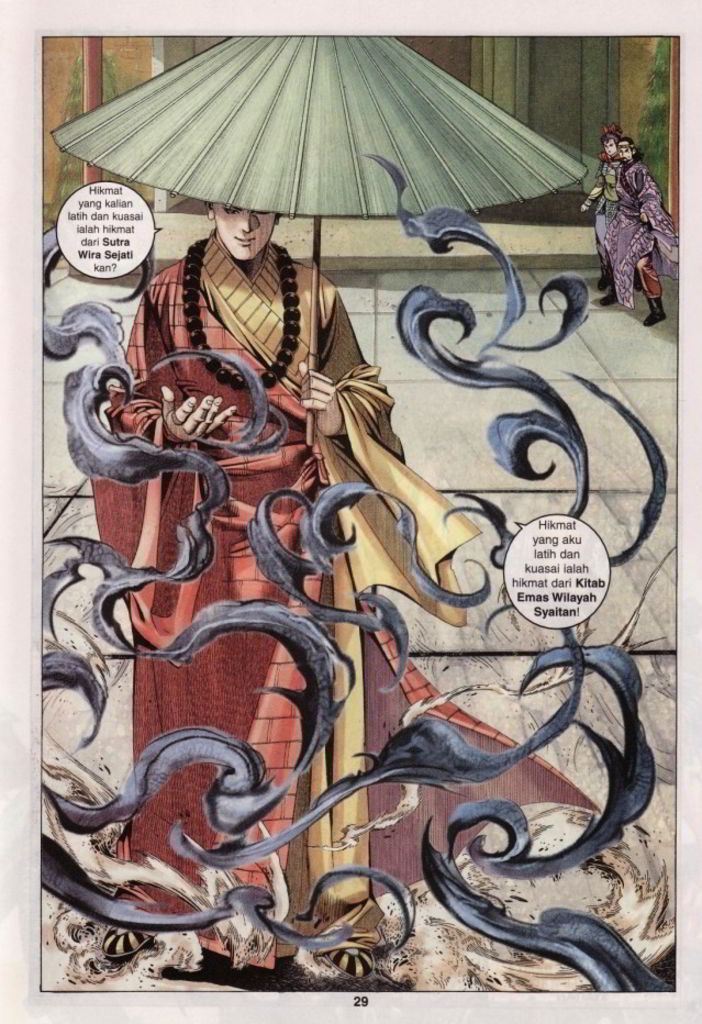 Hikmat
yang kalian
latih dan kuasai
ialah hikmat
dari Sutra
Wira Sejati
kan?
Hikmat
yang aku
latih dan
kuasai ialah
hikmat dari Kitab
Emas Wilayah
Syaitan!
29